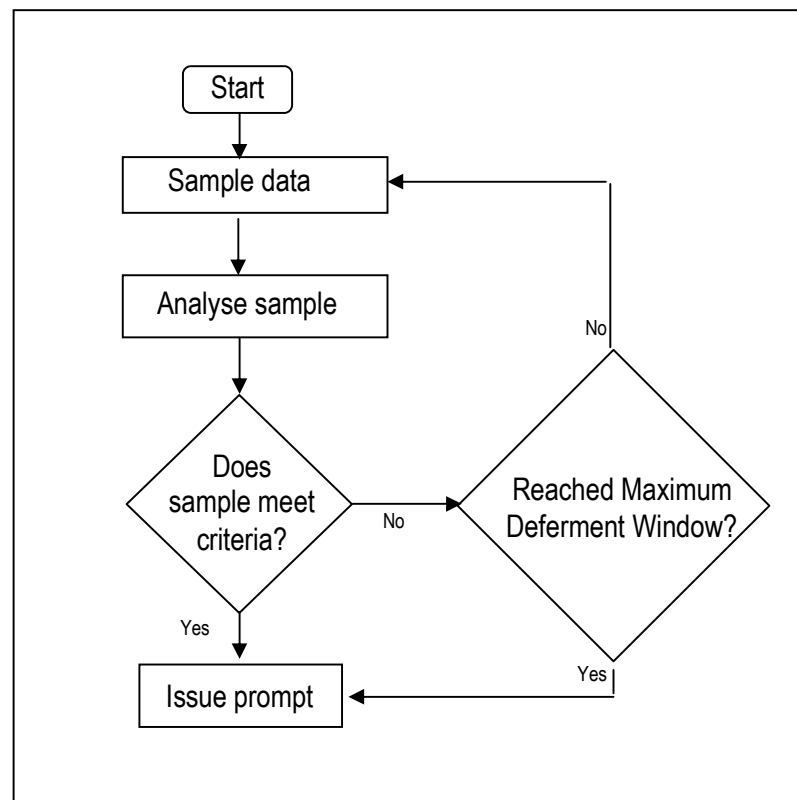 Start
Sample data
Analyse sample
No
Does
sample meet
criteria?
Reached Maximum
Deferment Window?
No
Yes
Yes
Issue prompt